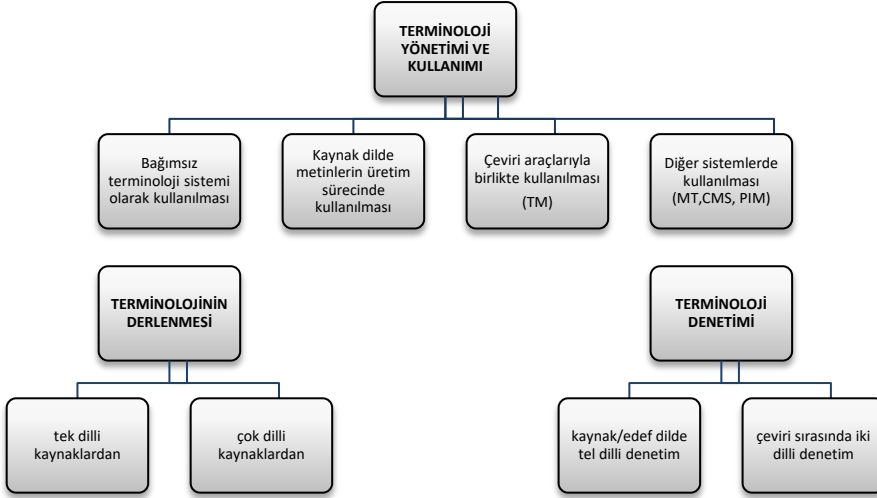 TERMİNOLOJİ
YÖNETİMİ VE
KULLANIMI
Bağımsız
terminoloji sistemi
olarak kullanılması
Kaynak dilde
metinlerin üretim
sürecinde
kullanılması
Çeviri araçlarıyla
birlikte kullanılması
(TM)
Diğer sistemlerde
kullanılması
(MT,CMS, PIM)
TERMİNOLOJİNİN
DERLENMESİ
TERMİNOLOJİ
DENETİMİ
tek dilli
kaynaklardan
çok dilli
kaynaklardan
kaynak/edef dilde
tel dilli denetim
çeviri sırasında iki
dilli denetim